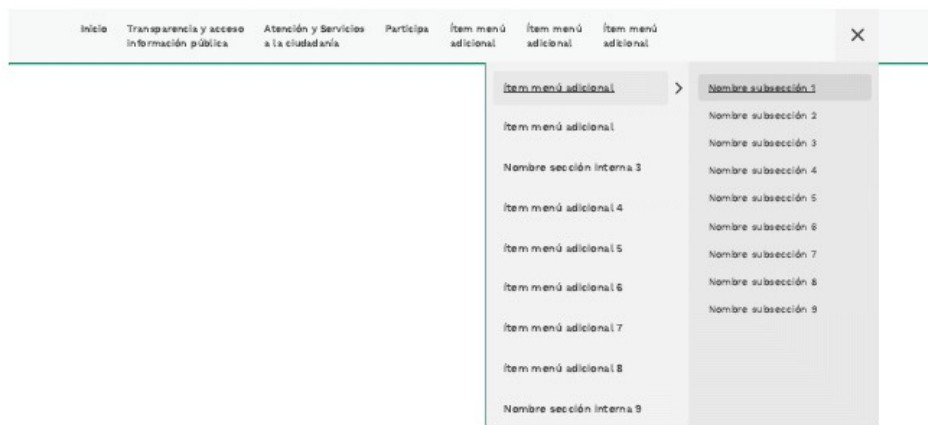 Inicio
Transparencia y acceso
información pública
Atención y Servicios
a la ciudadanía
Participa
Ítem menú
adicional
Ítem menú
adicional
Ítem menú
adicional
Ítem menú adicional
Ítem menú adicional
Nombre sección interna 3
Ítem menú adicional 4
Ítem menú adicional 5
Ítem menú adicional 6
Ítem menú adicional 7
Ítem menú adicional 8
Nombre sección interna 9
Nombre subsección 1
Nombre subsección 2
Nombre subsección 3
Nombre subsección 4
Nombre subsección 5
Nombre subsección 6
Nombre subsección 7
Nombre subsección 8
Nombre subsección 9